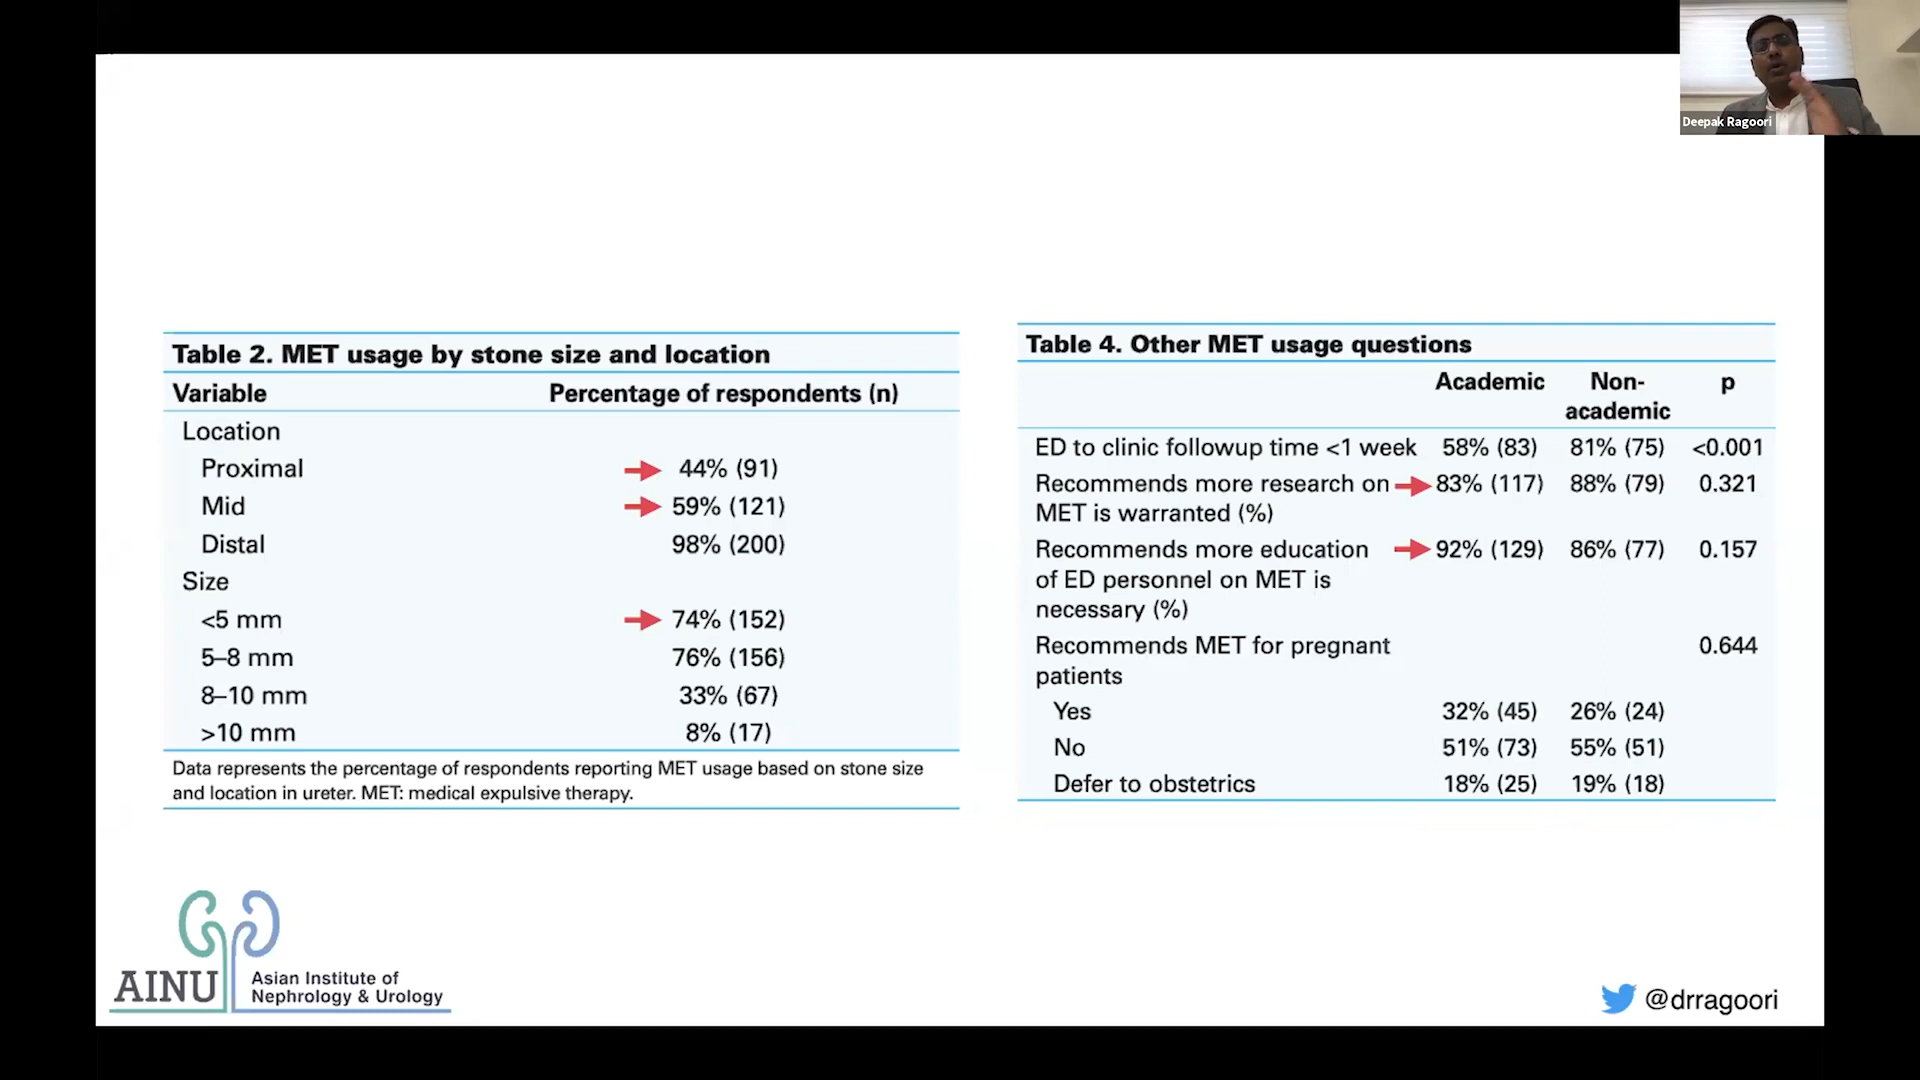 Deepak Ragoori
Table 2. MET usage by stone size and location
Variable Percentage of respondents (n)
Location
Proximal 44% (91)
Mid 59% (121)
Distal 98% (200)
Size
<5 mm 74% (152)
5–8 mm 76% (156)
8–10 mm 33% (67)
>10 mm 8% (17)
Data represents the percentage of respondents reporting MET usage based on stone size
and location in ureter. MET: medical expulsive therapy.
Table 4. Other MET usage questions
Academic Non- p
academic
ED to clinic followup time <1 week 58% (83) 81% (75) <0.001
Recommends more research on 83% (117) 88% (79) 0.321
MET is warranted (%)
Recommends more education 92% (129) 86% (77) 0.157
of ED personnel on MET is
necessary (%)
Recommends MET for pregnant 0.644
patients
Yes 32% (45) 26% (24)
No 51% (73) 55% (51)
Defer to obstetrics 18% (25) 19% (18)
AINU
Asian Institute of
Nephrology & Urology
@drragoori